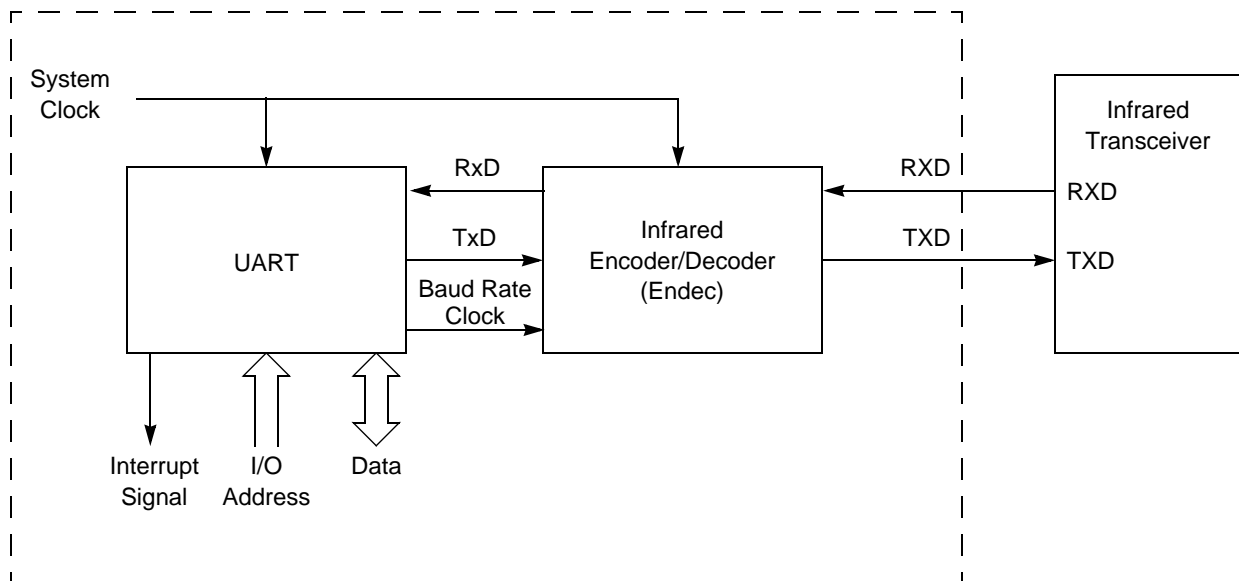 System
Clock
Infrared
Transceiver
RxD
RXD
RXD
TxD
Infrared
Encoder/Decoder
(Endec)
UART
TXD
TXD
Baud Rate
Clock
Interrupt
Signal
I/O
Address
Data